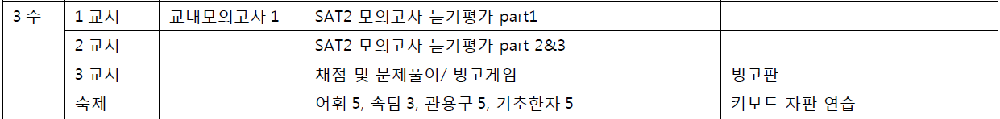 3 주 1 교시 교내모의고사 1 SAT2 모의고사 듣기평가 part1
2 교시 SAT2 모의고사 듣기평가 part 2&3
3 교시 채점 및 문제풀이/ 빙고게임 빙고판
숙제 어휘 5, 속담 3, 관용구 5, 기초한자 5 키보드 자판 연습